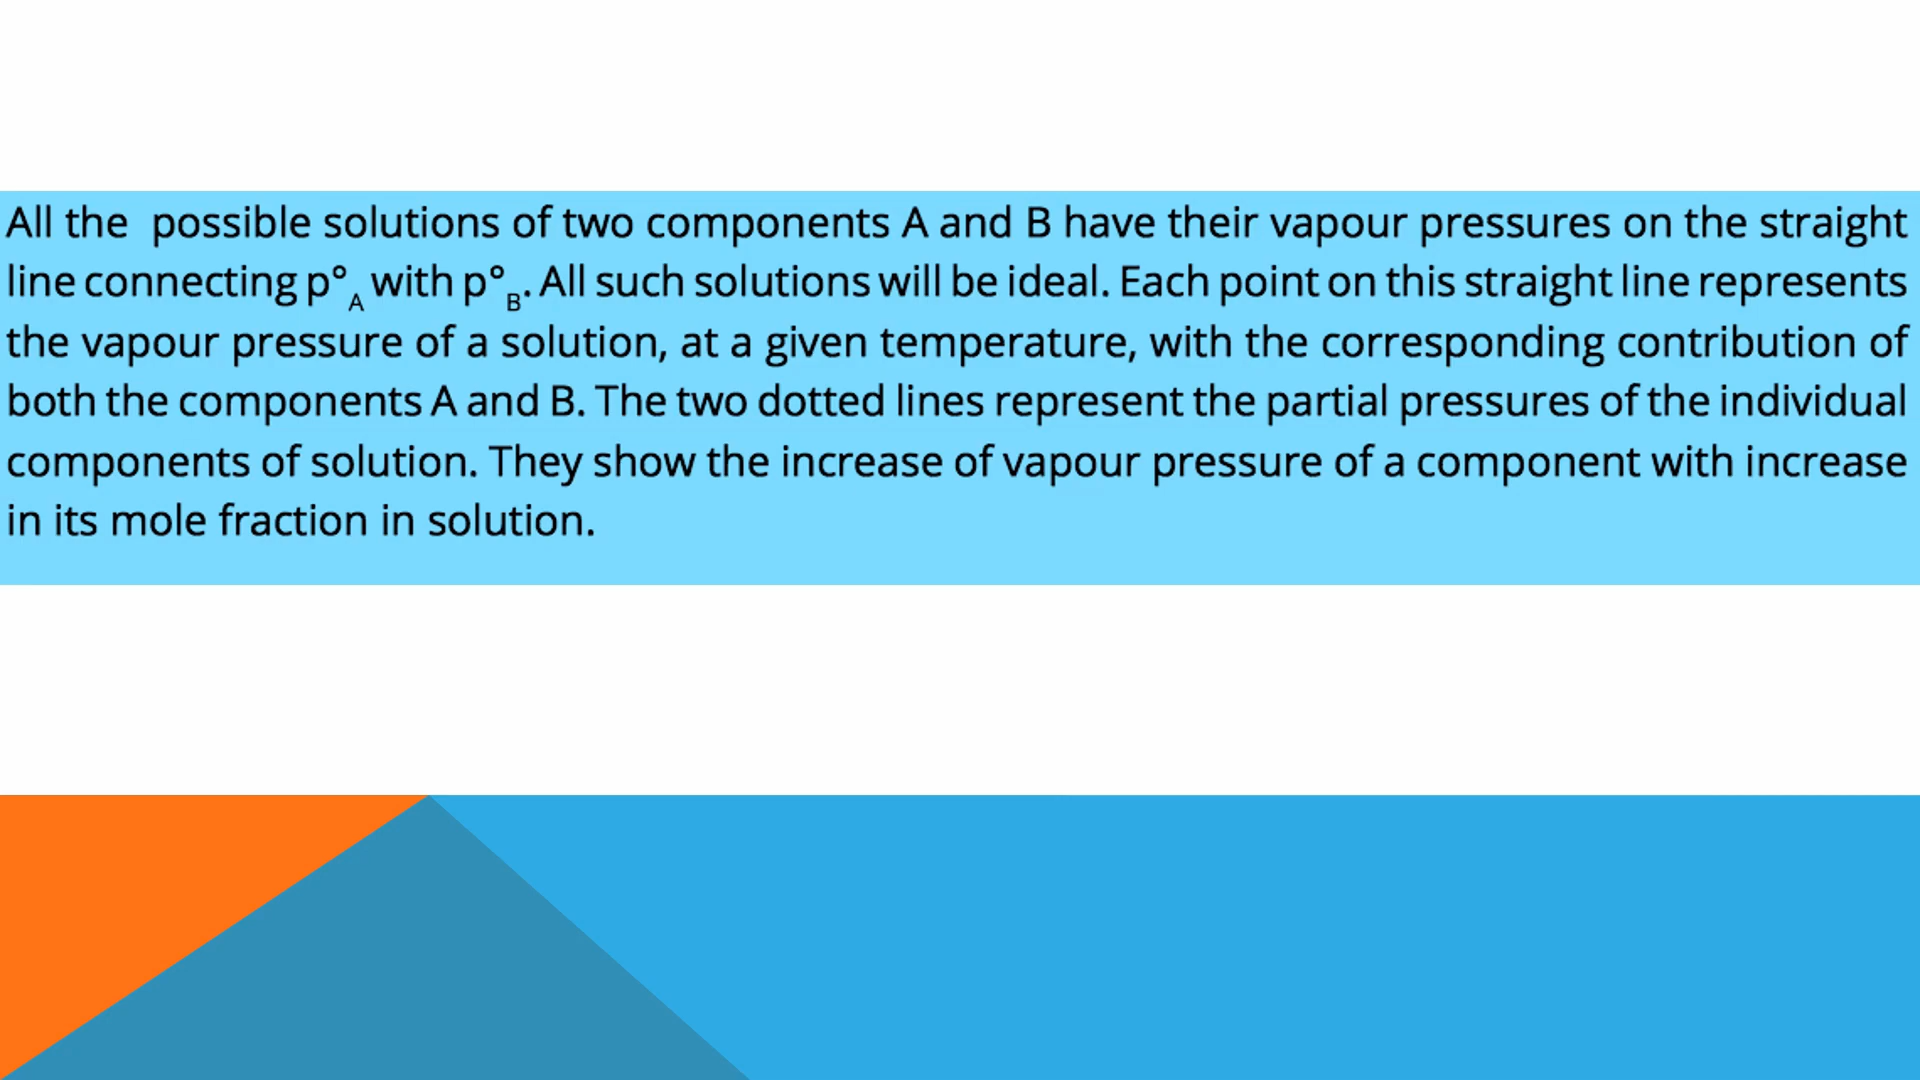 All the possible solutions of two components A and B have their vapour pressures on the straight
line connecting p°A with p°B. All such solutions will be ideal. Each point on this straight line represents
the vapour pressure of a solution, at a given temperature, with the corresponding contribution of
both the components A and B. The two dotted lines represent the partial pressures of the individual
components of solution. They show the increase of vapour pressure of a component with increase
in its mole fraction in solution.